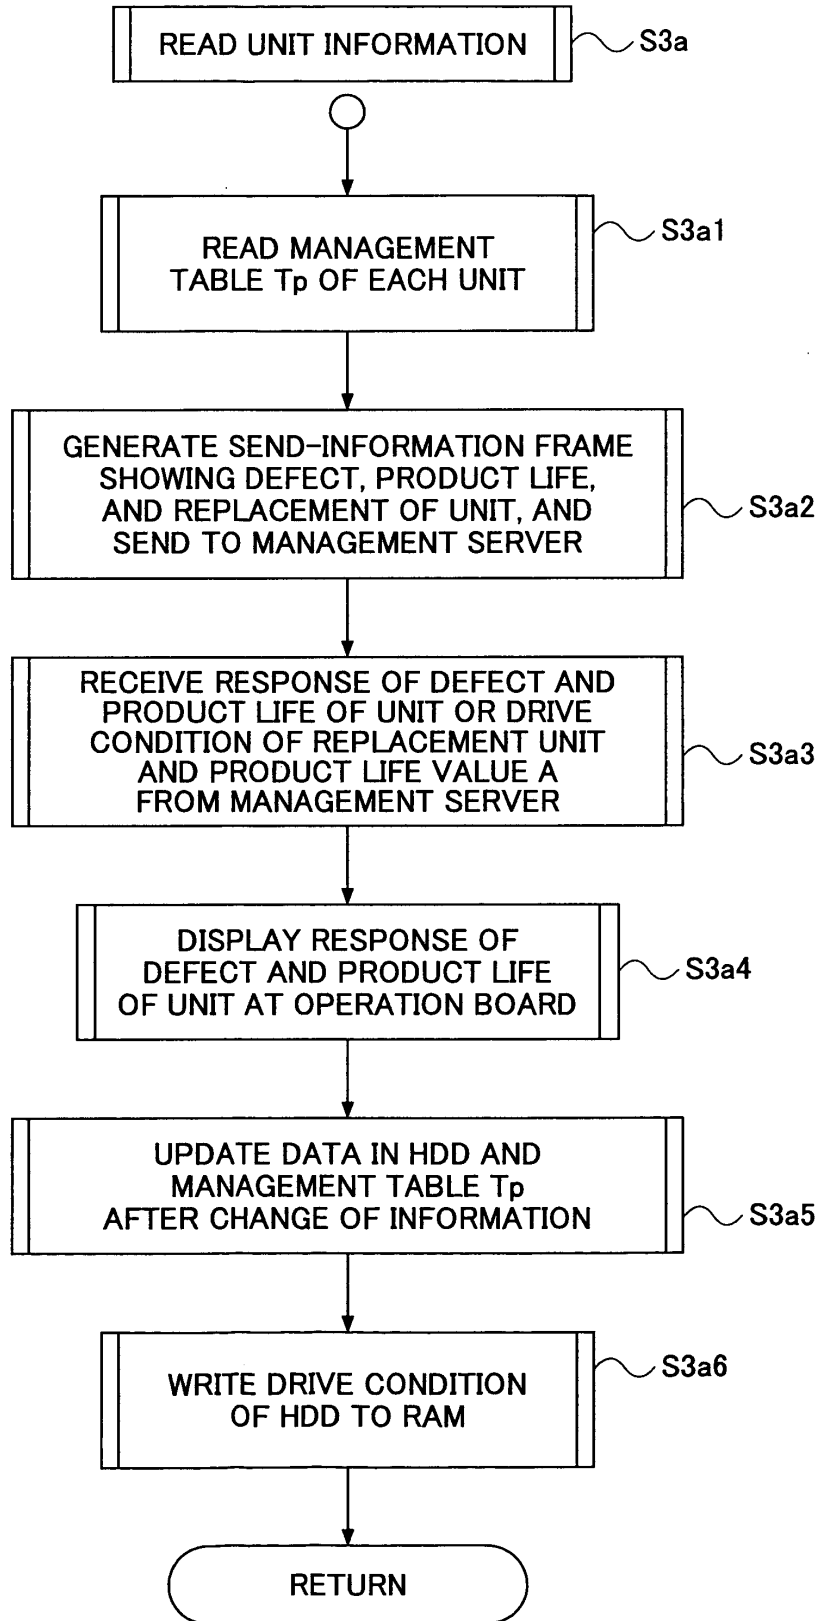 READ UNIT INFORMATION
S3a
READ MANAGEMENT
TABLE Tp OF EACH UNIT
S3a1
GENERATE SEND-INFORMATION FRAME
SHOWING DEFECT, PRODUCT LIFE,
AND REPLACEMENT OF UNIT, AND
SEND TO MANAGEMENT SERVER
S3a2
RECEIVE RESPONSE OF DEFECT AND
PRODUCT LIFE OF UNIT OR DRIVE
CONDITION OF REPLACEMENT UNIT
AND PRODUCT LIFE VALUE A
FROM MANAGEMENT SERVER
S3a3
DISPLAY RESPONSE OF
DEFECT AND PRODUCT LIFE
OF UNIT AT OPERATION BOARD
S3a4
UPDATE DATA IN HDD AND
MANAGEMENT TABLE Tp
AFTER CHANGE OF INFORMATION
S3a5
WRITE DRIVE CONDITION
OF HDD TO RAM
S3a6
RETURN